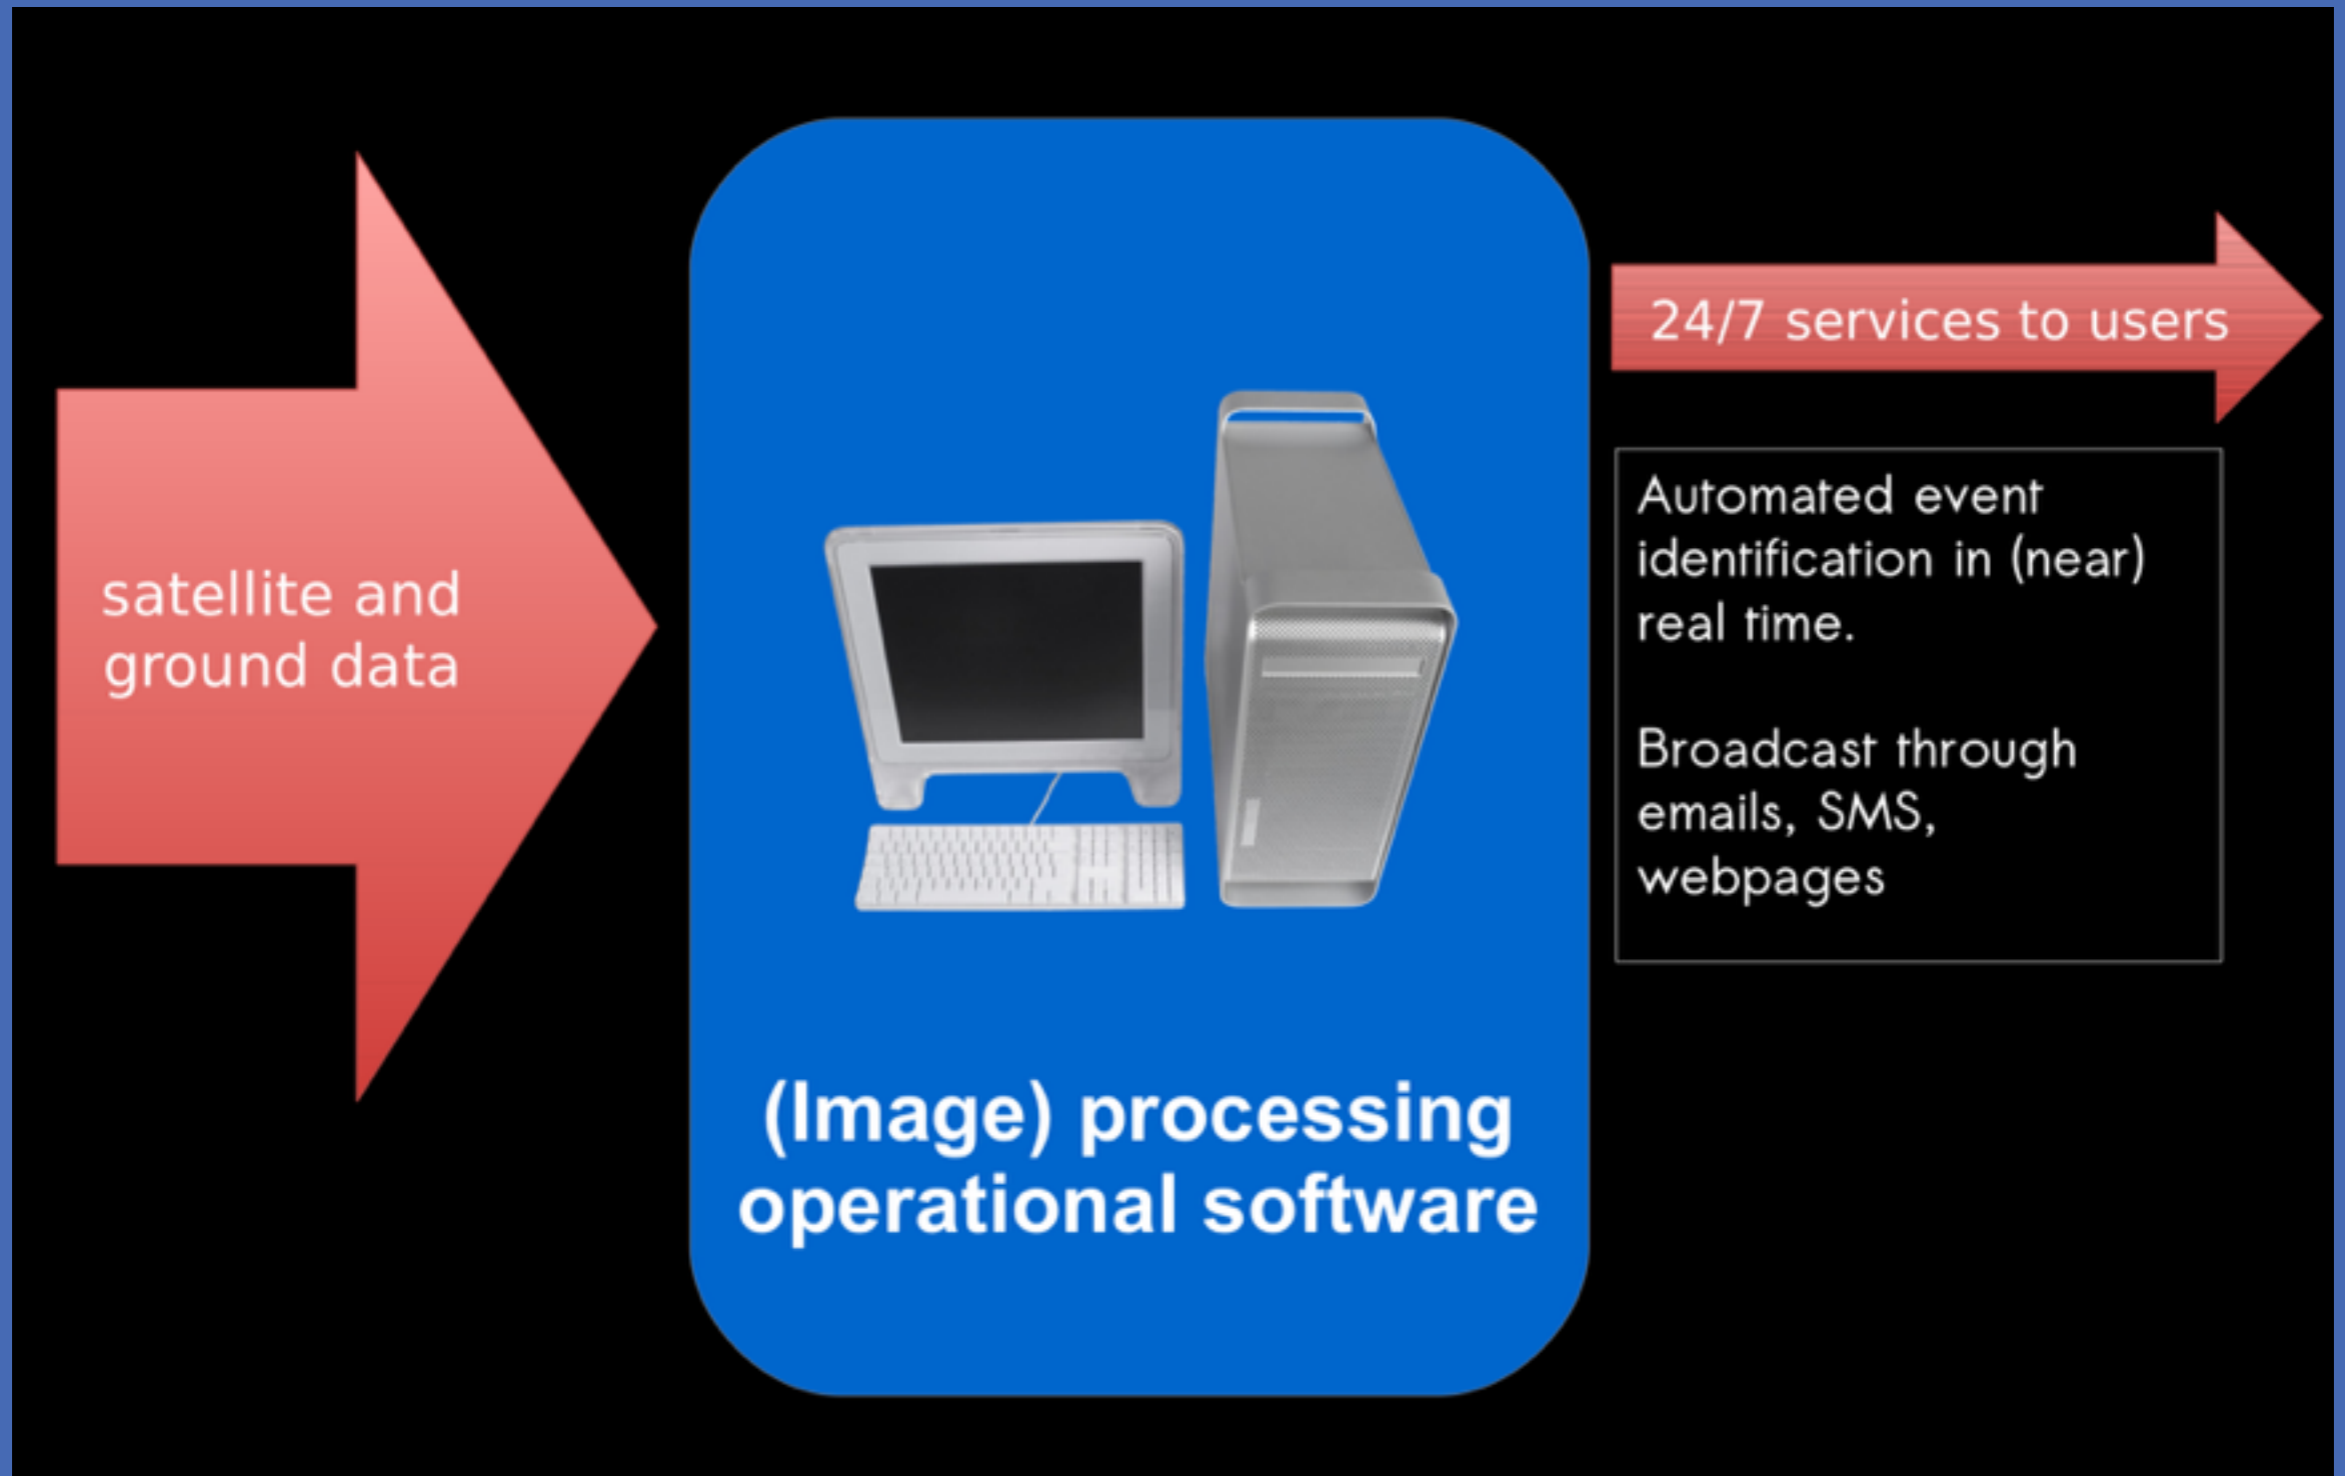 satellite and
ground data
(Image) processing
operational software
24/7 services to users
Automated event
identification in (near)
real time.
Broadcast through
emails, SMS,
webpages